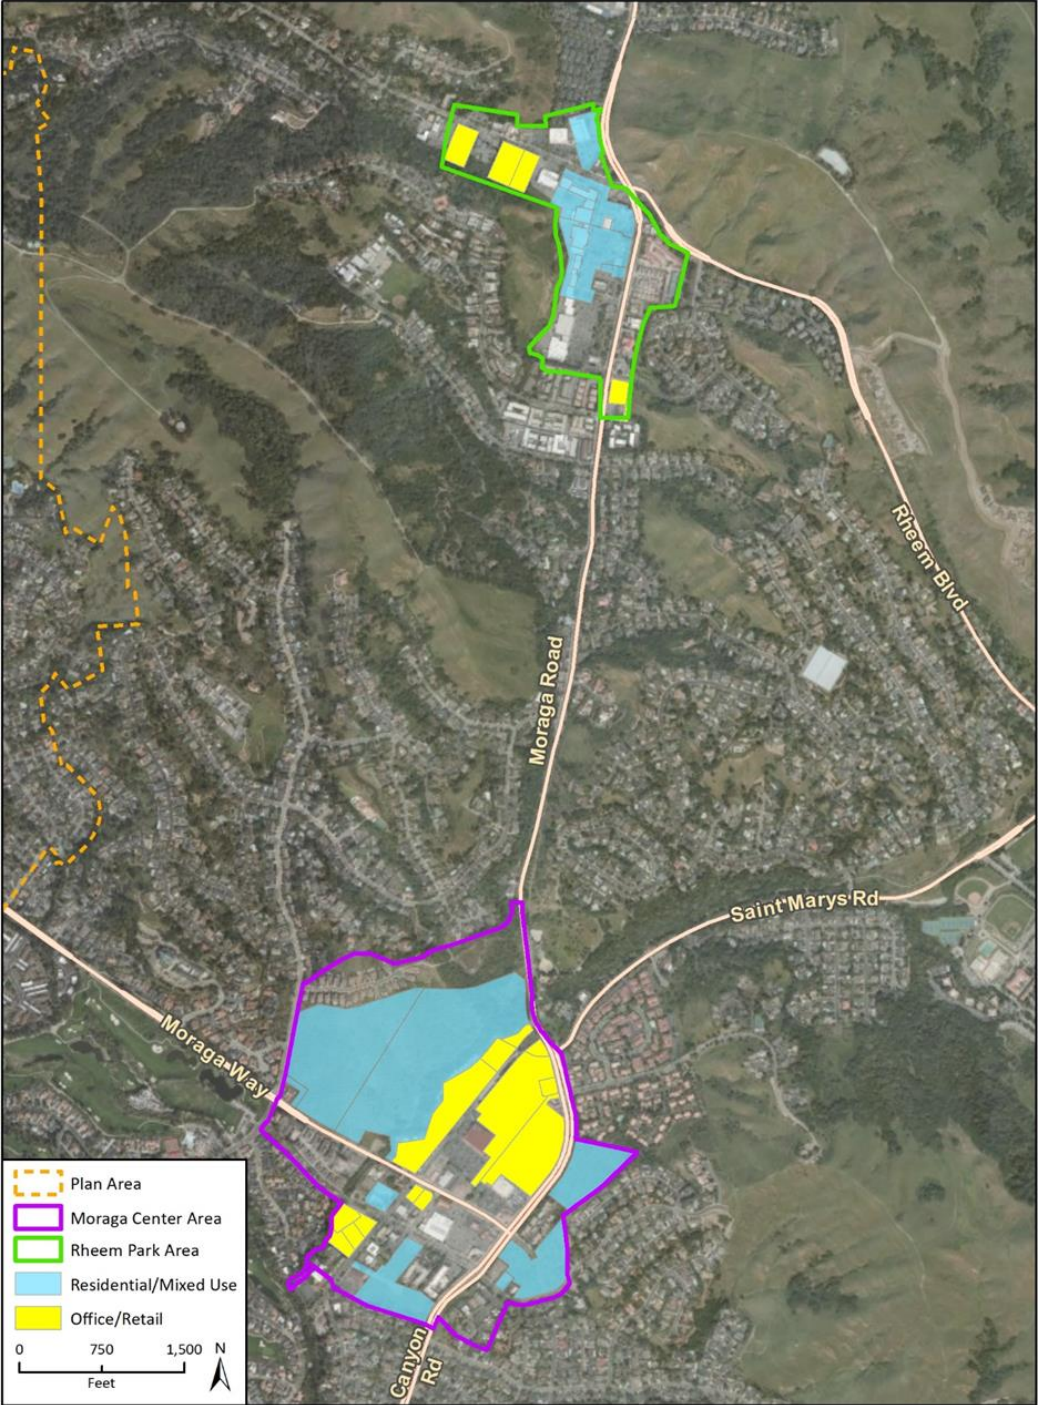 Rheem Blvd
Moraga Road
Saint Marys Rd
Moraga Way
Canyon
Rd
Plan Area
Moraga Center Area
Rheem Park Area
Residential/Mixed Use
Office/Retail
0 750 1,500 N
Feet